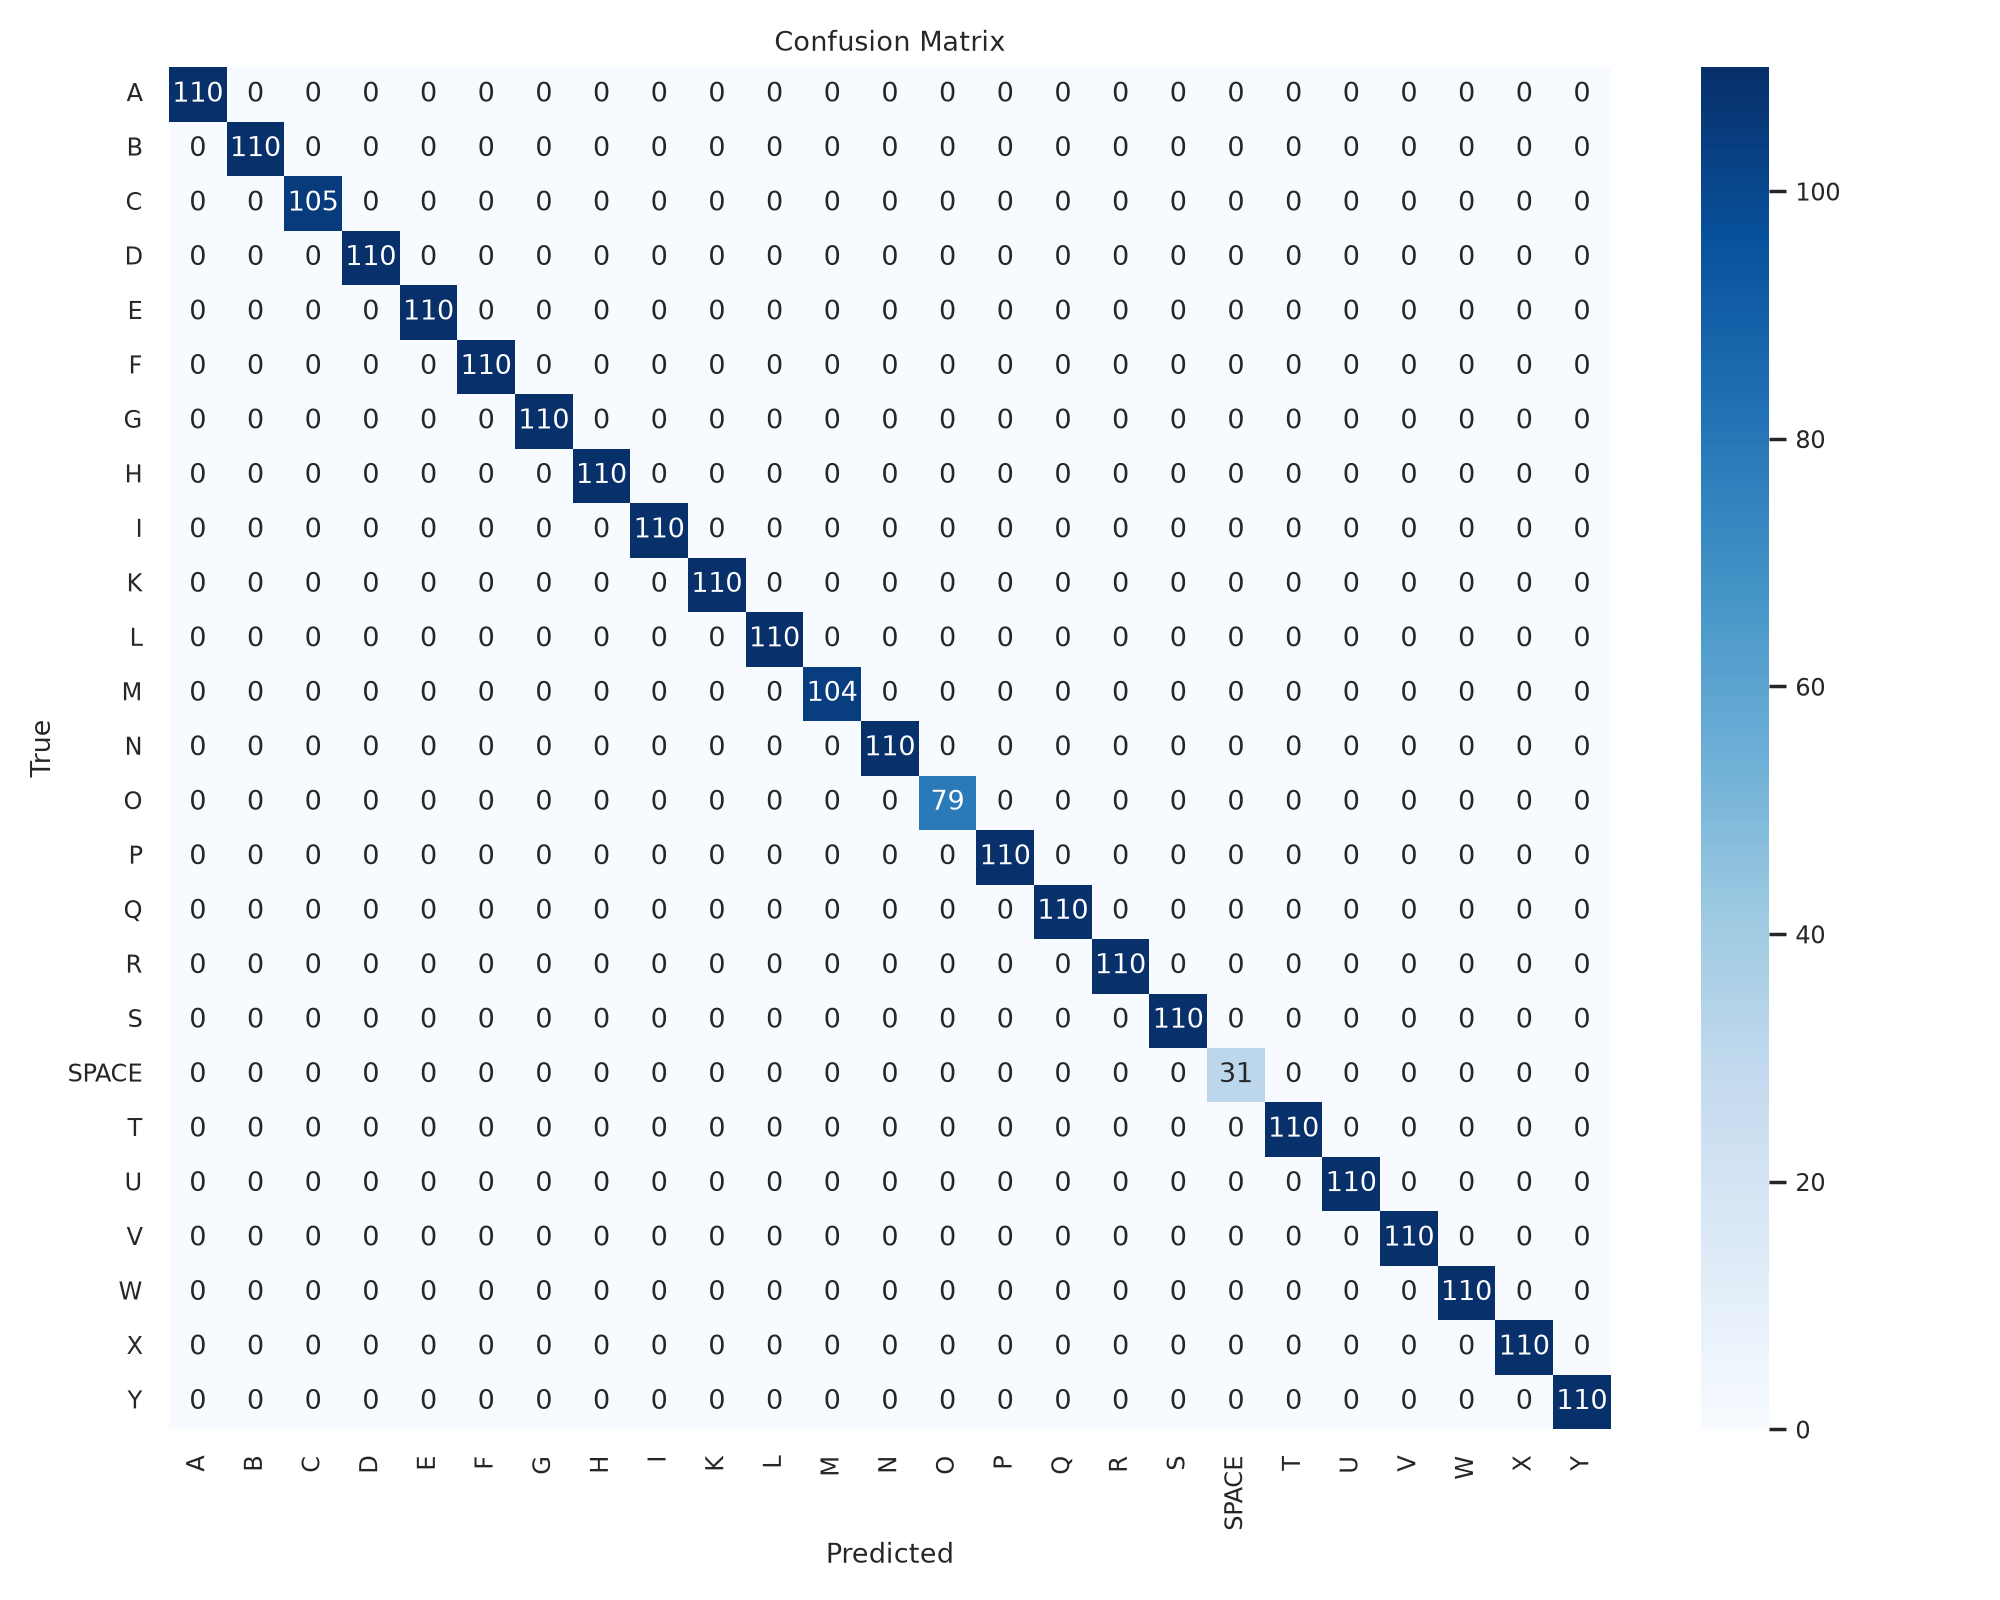 Confusion Matrix
A 110 0 0 0 0 0 0 0 0 0 0 0 0 0 0 0 0 0 0 0 0 0 0 0 0
B 0 110 0 0 0 0 0 0 0 0 0 0 0 0 0 0 0 0 0 0 0 0 0 0 0
C 0 0 105 0 0 0 0 0 0 0 0 0 0 0 0 0 0 0 0 0 0 0 0 0 0 100
D 0 0 0 110 0 0 0 0 0 0 0 0 0 0 0 0 0 0 0 0 0 0 0 0 0
E 0 0 0 0 110 0 0 0 0 0 0 0 0 0 0 0 0 0 0 0 0 0 0 0 0
F 0 0 0 0 0 110 0 0 0 0 0 0 0 0 0 0 0 0 0 0 0 0 0 0 0
G 0 0 0 0 0 0 110 0 0 0 0 0 0 0 0 0 0 0 0 0 0 0 0 0 0 80
H 0 0 0 0 0 0 0 110 0 0 0 0 0 0 0 0 0 0 0 0 0 0 0 0 0
I 0 0 0 0 0 0 0 0 110 0 0 0 0 0 0 0 0 0 0 0 0 0 0 0 0
K 0 0 0 0 0 0 0 0 0 110 0 0 0 0 0 0 0 0 0 0 0 0 0 0 0
L 0 0 0 0 0 0 0 0 0 0 110 0 0 0 0 0 0 0 0 0 0 0 0 0 0
M 0 0 0 0 0 0 0 0 0 0 0 104 0 0 0 0 0 0 0 0 0 0 0 0 0 60
N 0 0 0 0 0 0 0 0 0 0 0 0 110 0 0 0 0 0 0 0 0 0 0 0 0
True
O 0 0 0 0 0 0 0 0 0 0 0 0 0 79 0 0 0 0 0 0 0 0 0 0 0
P 0 0 0 0 0 0 0 0 0 0 0 0 0 0 110 0 0 0 0 0 0 0 0 0 0
Q 0 0 0 0 0 0 0 0 0 0 0 0 0 0 0 110 0 0 0 0 0 0 0 0 0 40
R 0 0 0 0 0 0 0 0 0 0 0 0 0 0 0 0 110 0 0 0 0 0 0 0 0
S 0 0 0 0 0 0 0 0 0 0 0 0 0 0 0 0 0 110 0 0 0 0 0 0 0
SPACE 0 0 0 0 0 0 0 0 0 0 0 0 0 0 0 0 0 0 31 0 0 0 0 0 0
T 0 0 0 0 0 0 0 0 0 0 0 0 0 0 0 0 0 0 0 110 0 0 0 0 0
U 0 0 0 0 0 0 0 0 0 0 0 0 0 0 0 0 0 0 0 0 110 0 0 0 0 20
V 0 0 0 0 0 0 0 0 0 0 0 0 0 0 0 0 0 0 0 0 0 110 0 0 0
W 0 0 0 0 0 0 0 0 0 0 0 0 0 0 0 0 0 0 0 0 0 0 110 0 0
X 0 0 0 0 0 0 0 0 0 0 0 0 0 0 0 0 0 0 0 0 0 0 0 110 0
Y 0 0 0 0 0 0 0 0 0 0 0 0 0 0 0 0 0 0 0 0 0 0 0 0 110 0
A B C D E F G H I K L M N O P Q R S SPACE T U V W X Y
Predicted